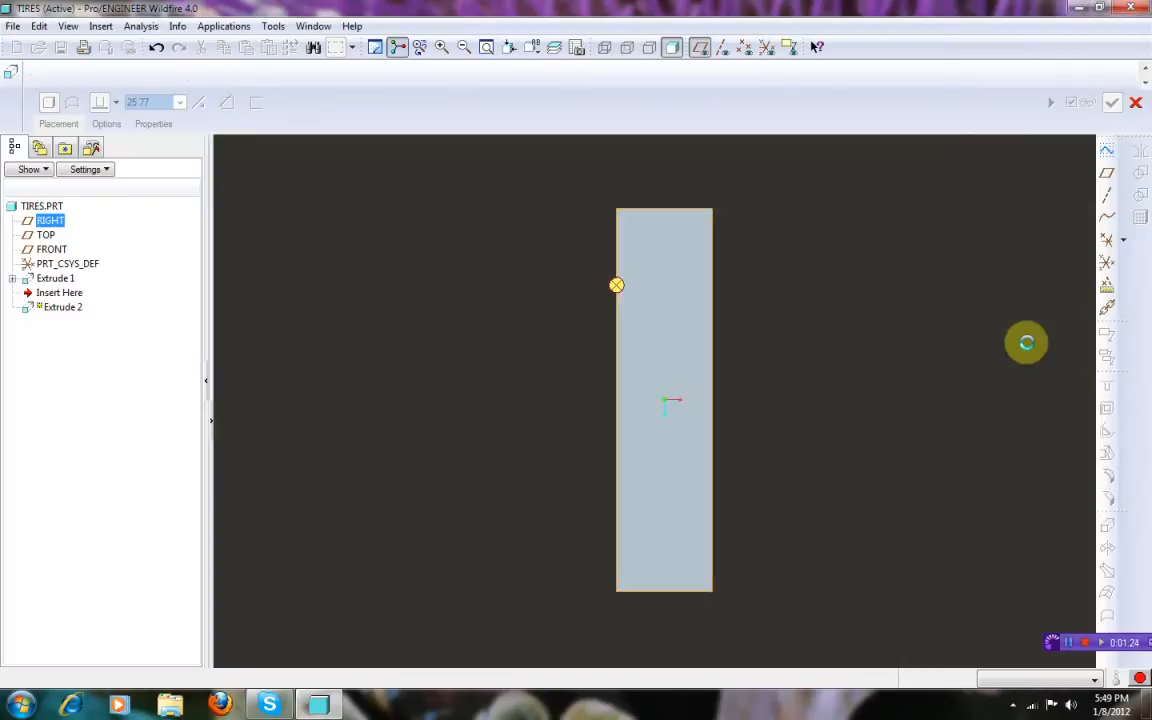 TIRES (Active) - Pro/ENGINEER Wildfire 4.0
File Edit View Insert Analysis Info Applications Tools Window Help
25.77
Placement Options Properties
Show Settings
TIRES.PRT
RIGHT
TOP
FRONT
PRT_CSYS_DEF
Extrude 1
Insert Here
Extrude 2
0:01:24
5:49 PM
1/8/2012